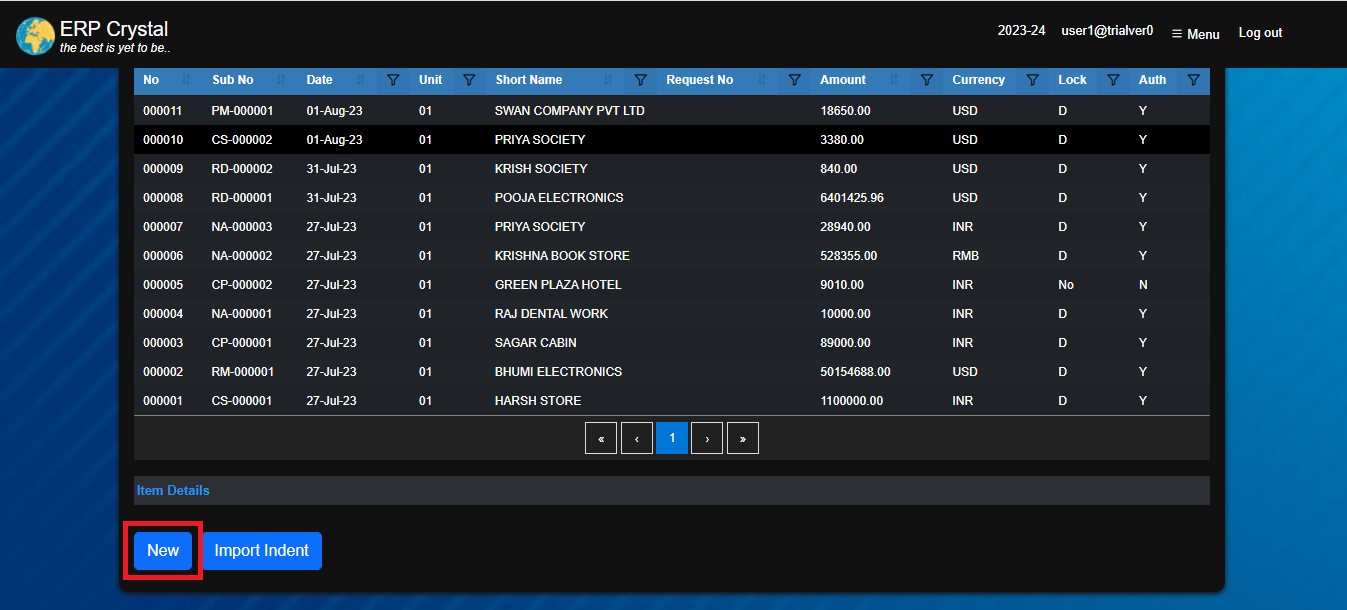 ERP Crystal
the best is yet to be..
2023-24 user1@trialver0 ☰ Menu Log out
No Sub No Date Unit Short Name Request No Amount Currency Lock Auth
000011 PM-000001 01-Aug-23 01 SWAN COMPANY PVT LTD 18650.00 USD D Y
000010 CS-000002 01-Aug-23 01 PRIYA SOCIETY 3380.00 USD D Y
000009 RD-000002 31-Jul-23 01 KRISH SOCIETY 840.00 USD D Y
000008 RD-000001 31-Jul-23 01 POOJA ELECTRONICS 6401425.96 USD D Y
000007 NA-000003 27-Jul-23 01 PRIYA SOCIETY 28940.00 INR D Y
000006 NA-000002 27-Jul-23 01 KRISHNA BOOK STORE 528355.00 RMB D Y
000005 CP-000002 27-Jul-23 01 GREEN PLAZA HOTEL 9010.00 INR No N
000004 NA-000001 27-Jul-23 01 RAJ DENTAL WORK 10000.00 INR D Y
000003 CP-000001 27-Jul-23 01 SAGAR CABIN 89000.00 INR D Y
000002 RM-000001 27-Jul-23 01 BHUMI ELECTRONICS 50154688.00 USD D Y
000001 CS-000001 27-Jul-23 01 HARSH STORE 1100000.00 INR D Y
« ‹ 1 › »
Item Details
New Import Indent